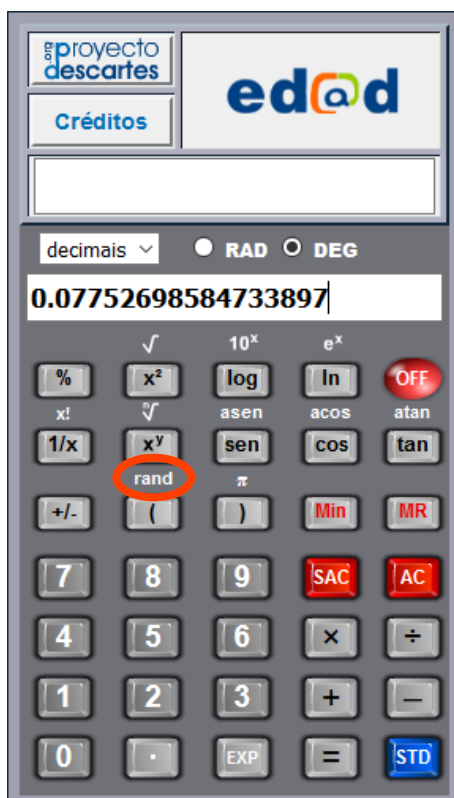 .org proyecto
descartes
Créditos
ed@d
decimais RAD DEG
0.07752698584733897
√ 10ˣ eˣ
% x² log ln OFF
x! ⁿ√ asen acos atan
1/x xʸ sen cos tan
rand π
+/- ( ) Min MR
7 8 9 SAC AC
4 5 6 × ÷
1 2 3 + −
0 . EXP = STD